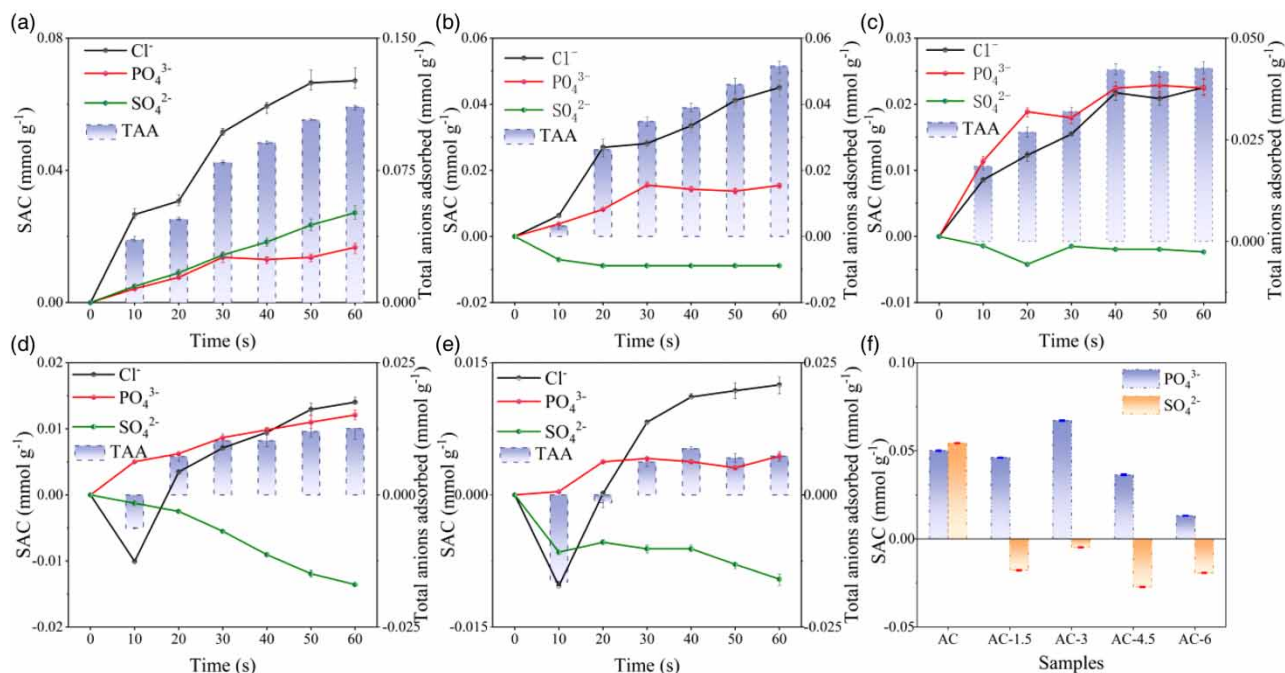 (a)
0.08
0.04
0.00
SAC (mmol g⁻¹)
Cl⁻
PO₄³⁻
SO₄²⁻
TAA
0.150
0.075
0.000
Total anions adsorbed (mmol g⁻¹)
0 10 20 30 40 50 60
Time (s)
(b)
0.06
0.04
0.02
0.00
-0.02
SAC (mmol g⁻¹)
Cl⁻
PO₄³⁻
SO₄²⁻
TAA
0.06
0.04
0.02
0.00
-0.02
Total anions adsorbed (mmol g⁻¹)
0 10 20 30 40 50 60
Time (s)
(c)
0.03
0.02
0.01
0.00
-0.01
SAC (mmol g⁻¹)
Cl⁻
PO₄³⁻
SO₄²⁻
TAA
0.050
0.025
0.000
Total anions adsorbed (mmol g⁻¹)
0 10 20 30 40 50 60
Time (s)
(d)
0.02
0.01
0.00
-0.01
-0.02
SAC (mmol g⁻¹)
Cl⁻
PO₄³⁻
SO₄²⁻
TAA
0.025
0.000
-0.025
Total anions adsorbed (mmol g⁻¹)
0 10 20 30 40 50 60
Time (s)
(e)
0.015
0.000
-0.015
SAC (mmol g⁻¹)
Cl⁻
PO₄³⁻
SO₄²⁻
TAA
0.025
0.000
-0.025
Total anions adsorbed (mmol g⁻¹)
0 10 20 30 40 50 60
Time (s)
(f)
0.10
0.05
0.00
-0.05
SAC (mmol g⁻¹)
PO₄³⁻
SO₄²⁻
AC AC-1.5 AC-3 AC-4.5 AC-6
Samples